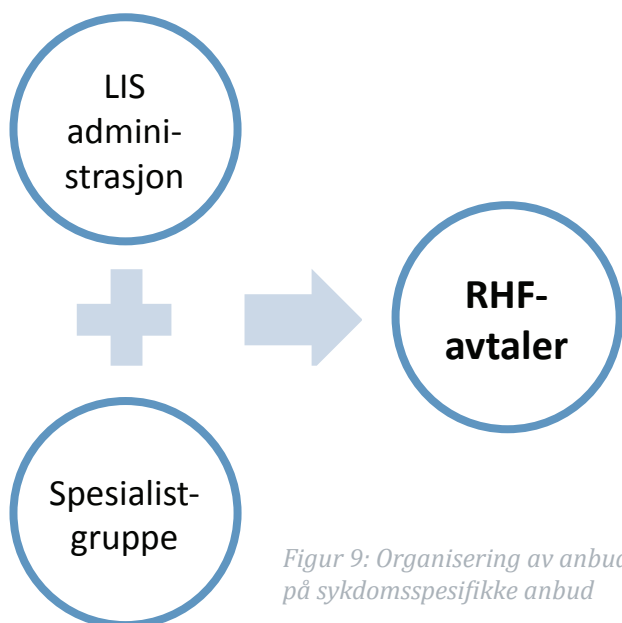 LIS
admini-
strasjon
RHF-
avtaler
Spesialist-
gruppe
Figur 9: Organisering av anbud
på sykdomsspesifikke anbud